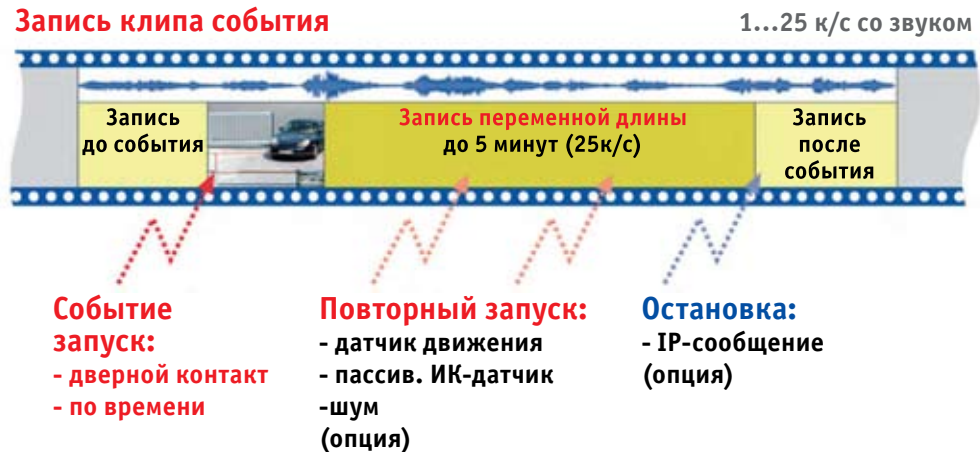 Запись клипа события
1...25 к/с со звуком
Запись
до события
Запись переменной длины
до 5 минут (25к/с)
Запись
после
события
Событие
запуск:
- дверной контакт
- по времени
Повторный запуск:
- датчик движения
- пассив. ИК-датчик
-шум
(опция)
Остановка:
- IP-сообщение
(опция)